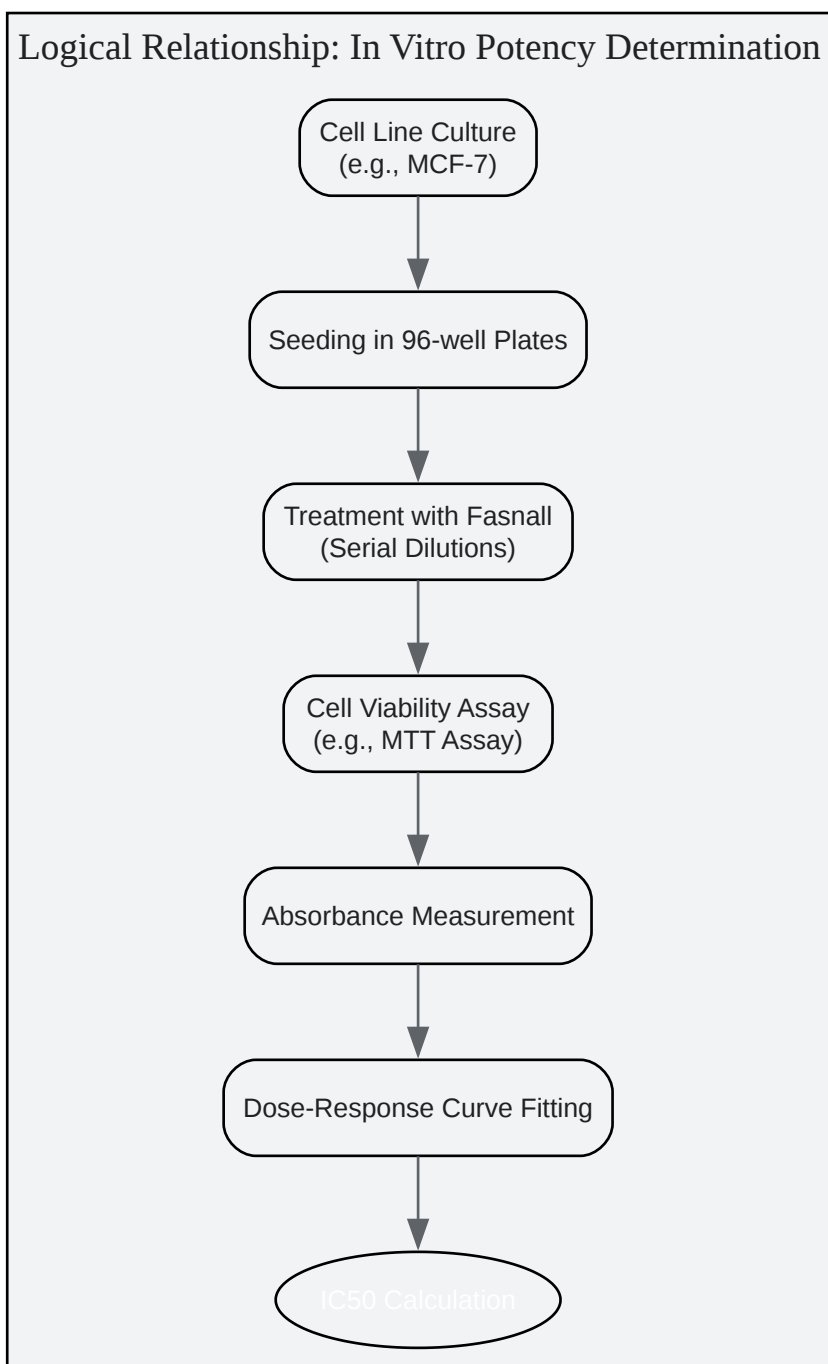 Logical Relationship: In Vitro Potency Determination
Cell Line Culture
(e.g., MCF-7)
Seeding in 96-well Plates
Treatment with Fasnall
(Serial Dilutions)
Cell Viability Assay
(e.g., MTT Assay)
Absorbance Measurement
Dose-Response Curve Fitting
IC50 Calculation